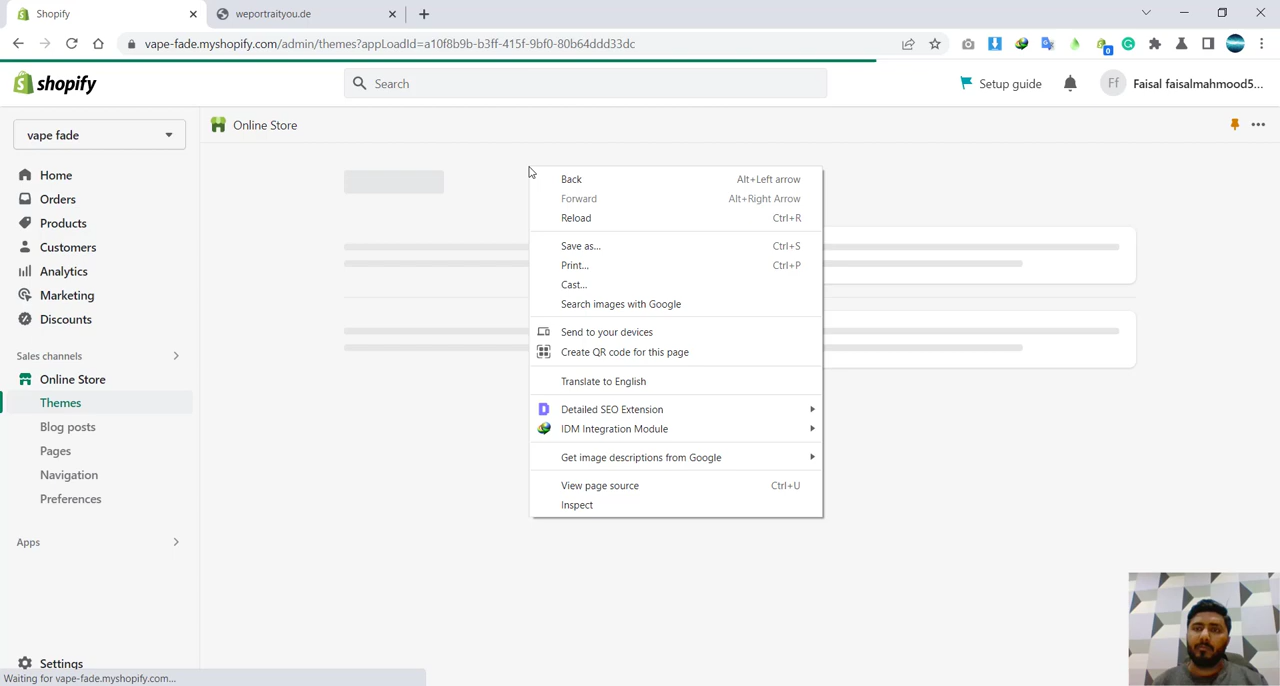 Shopify
weportraityou.de
vape-fade.myshopify.com/admin/themes?appLoadId=a10f8b9b-b3ff-415f-9bf0-80b64ddd33dc
0
shopify
Search
Setup guide
Ff
Faisal faisalmahmood5...
vape fade
Online Store
Home
Orders
Products
Customers
Analytics
Marketing
Discounts
Sales channels
Online Store
Themes
Blog posts
Pages
Navigation
Preferences
Apps
Settings
Back Alt+Left arrow
Forward Alt+Right Arrow
Reload Ctrl+R
Save as... Ctrl+S
Print... Ctrl+P
Cast...
Search images with Google
Send to your devices
Create QR code for this page
Translate to English
Detailed SEO Extension
IDM Integration Module
Get image descriptions from Google
View page source Ctrl+U
Inspect
Waiting for vape-fade.myshopify.com...